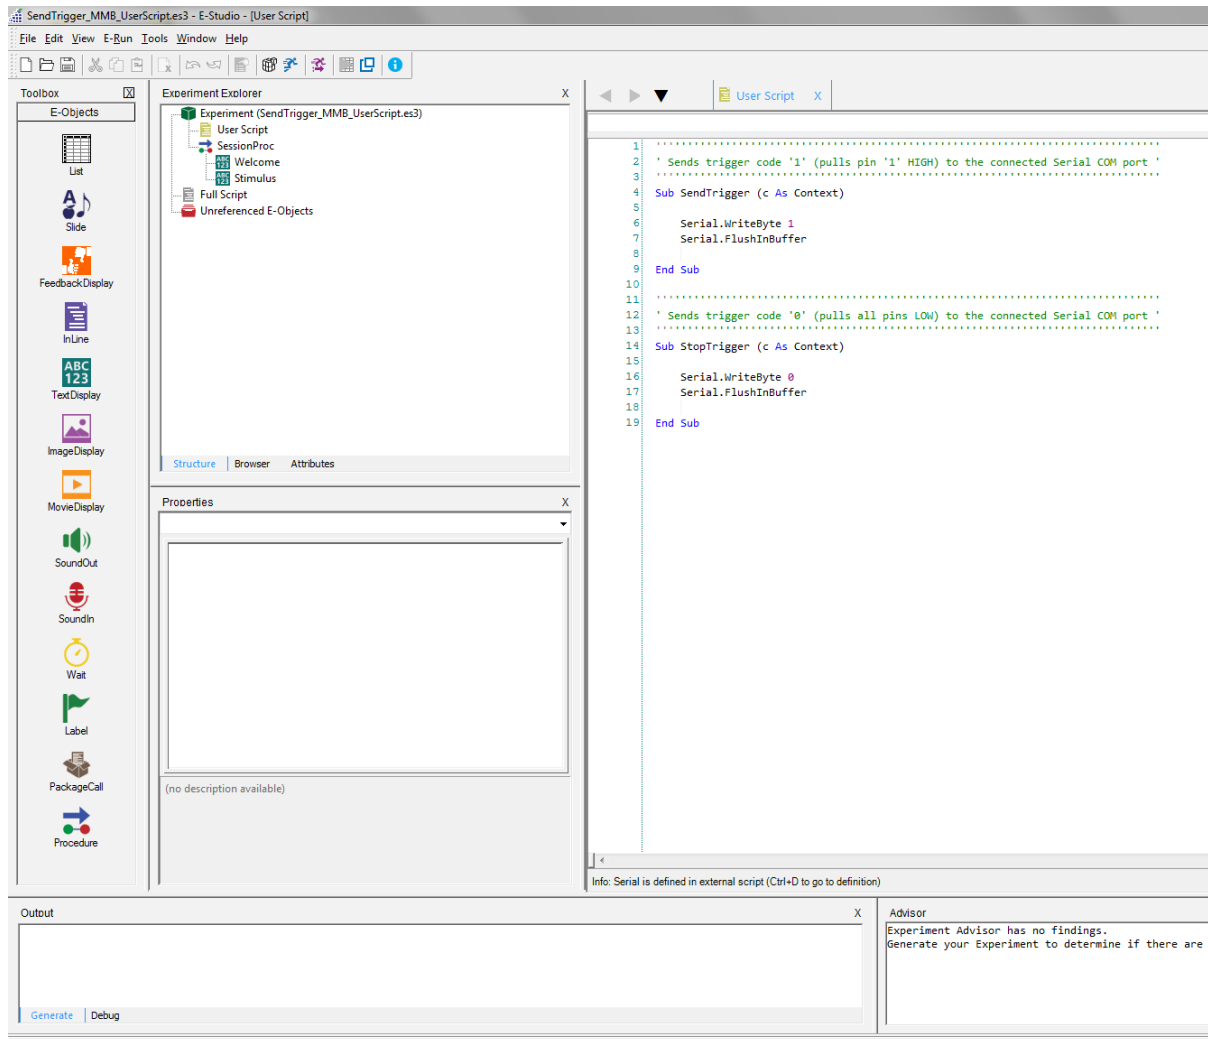 SendTrigger_MMB_UserScript.es3 - E-Studio - [User Script]
File Edit View E-Run Tools Window Help
Toolbox X
E-Objects
List
Slide
FeedbackDisplay
InLine
ABC
123
TextDisplay
ImageDisplay
MovieDisplay
SoundOut
SoundIn
Wait
Label
PackageCall
Procedure
Experiment Explorer X
Experiment (SendTrigger_MMB_UserScript.es3)
User Script
SessionProc
ABC 123 Welcome
ABC 123 Stimulus
Full Script
Unreferenced E-Objects
Structure Browser Attributes
Properties X
(no description available)
User Script X
1 ''''''''''''''''''''''''''''''''''''''''''''''''''''''''''''''''''''''''''''''''
2 ' Sends trigger code '1' (pulls pin '1' HIGH) to the connected Serial COM port '
3 ''''''''''''''''''''''''''''''''''''''''''''''''''''''''''''''''''''''''''''''''
4 Sub SendTrigger (c As Context)
5
6 Serial.WriteByte 1
7 Serial.FlushInBuffer
8
9 End Sub
10
11 ''''''''''''''''''''''''''''''''''''''''''''''''''''''''''''''''''''''''''''''''
12 ' Sends trigger code '0' (pulls all pins LOW) to the connected Serial COM port '
13 ''''''''''''''''''''''''''''''''''''''''''''''''''''''''''''''''''''''''''''''''
14 Sub StopTrigger (c As Context)
15
16 Serial.WriteByte 0
17 Serial.FlushInBuffer
18
19 End Sub
Info: Serial is defined in external script (Ctrl+D to go to definition)
Output X
Generate Debug
Advisor
Experiment Advisor has no findings.
Generate your Experiment to determine if there are